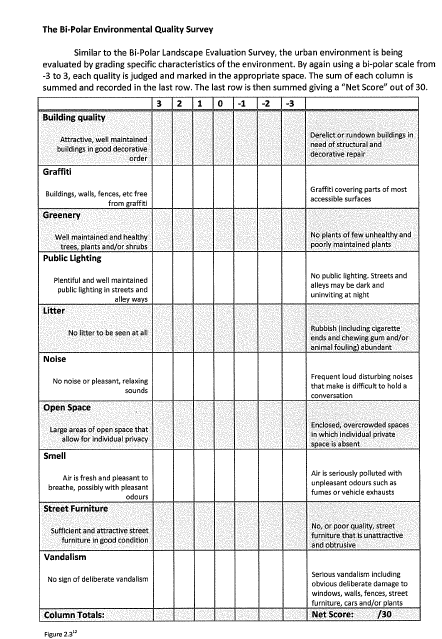 The Bi-Polar Environmental Quality Survey
Similar to the Bi-Polar Landscape Evaluation Survey, the urban environment is being
evaluated by grading specific characteristics of the environment. By again using a bi-polar scale from
-3 to 3, each quality is judged and marked in the appropriate space. The sum of each column is
summed and recorded in the last row. The last row is then summed giving a "Net Score" out of 30.
3 2 1 0 -1 -2 -3
Building quality
Attractive, well maintained
buildings in good decorative
order
Derelict or rundown buildings in
need of structural and
decorative repair
Graffiti
Buildings, walls, fences, etc free
from graffiti
Graffiti covering parts of most
accessible surfaces
Greenery
Well maintained and healthy
trees, plants and/or shrubs
No plants of few unhealthy and
poorly maintained plants
Public Lighting
Plentiful and well maintained
public lighting in streets and
alley ways
No public lighting. Streets and
alleys may be dark and
uninviting at night
Litter
No litter to be seen at all
Rubbish (including cigarette
ends and chewing gum and/or
animal fouling) abundant
Noise
No noise or pleasant, relaxing
sounds
Frequent loud disturbing noises
that make is difficult to hold a
conversation
Open Space
Large areas of open space that
allow for individual privacy
Enclosed, overcrowded spaces
in which individual private
space is absent
Smell
Air is fresh and pleasant to
breathe, possibly with pleasant
odours
Air is seriously polluted with
unpleasant odours such as
fumes or vehicle exhausts
Street Furniture
Sufficient and attractive street
furniture in good condition
No, or poor quality, street
furniture that is unattractive
and obtrusive
Vandalism
No sign of deliberate vandalism
Serious vandalism including
obvious deliberate damage to
windows, walls, fences, street
furniture, cars and/or plants
Column Totals:
Net Score: /30
Figure 2.3¹²